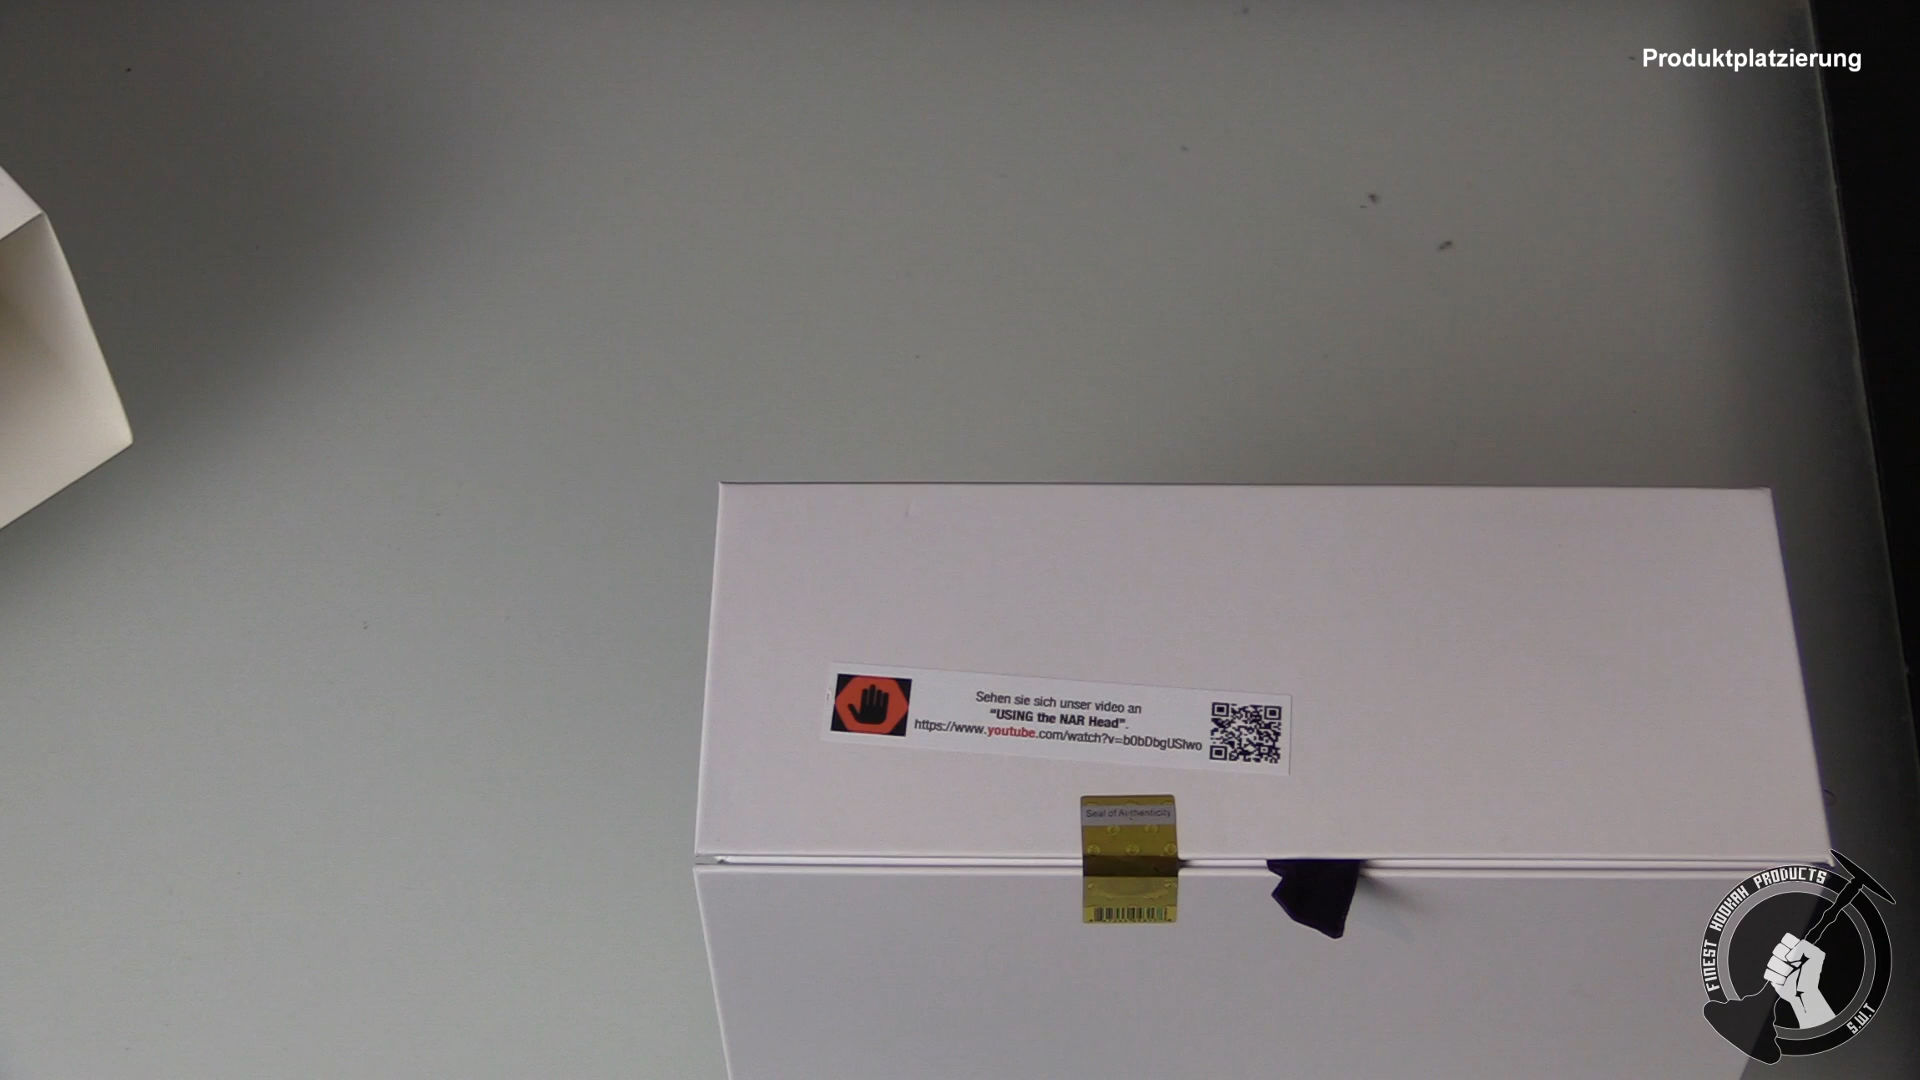 Produktplatzierung
Sehen sie sich unser video an
"USING the NAR Head".
https://www.youtube.com/watch?v=b0bDbgUSIwo
Seal of Authenticity
FINEST HOOKAH PRODUCTS
S.W.T